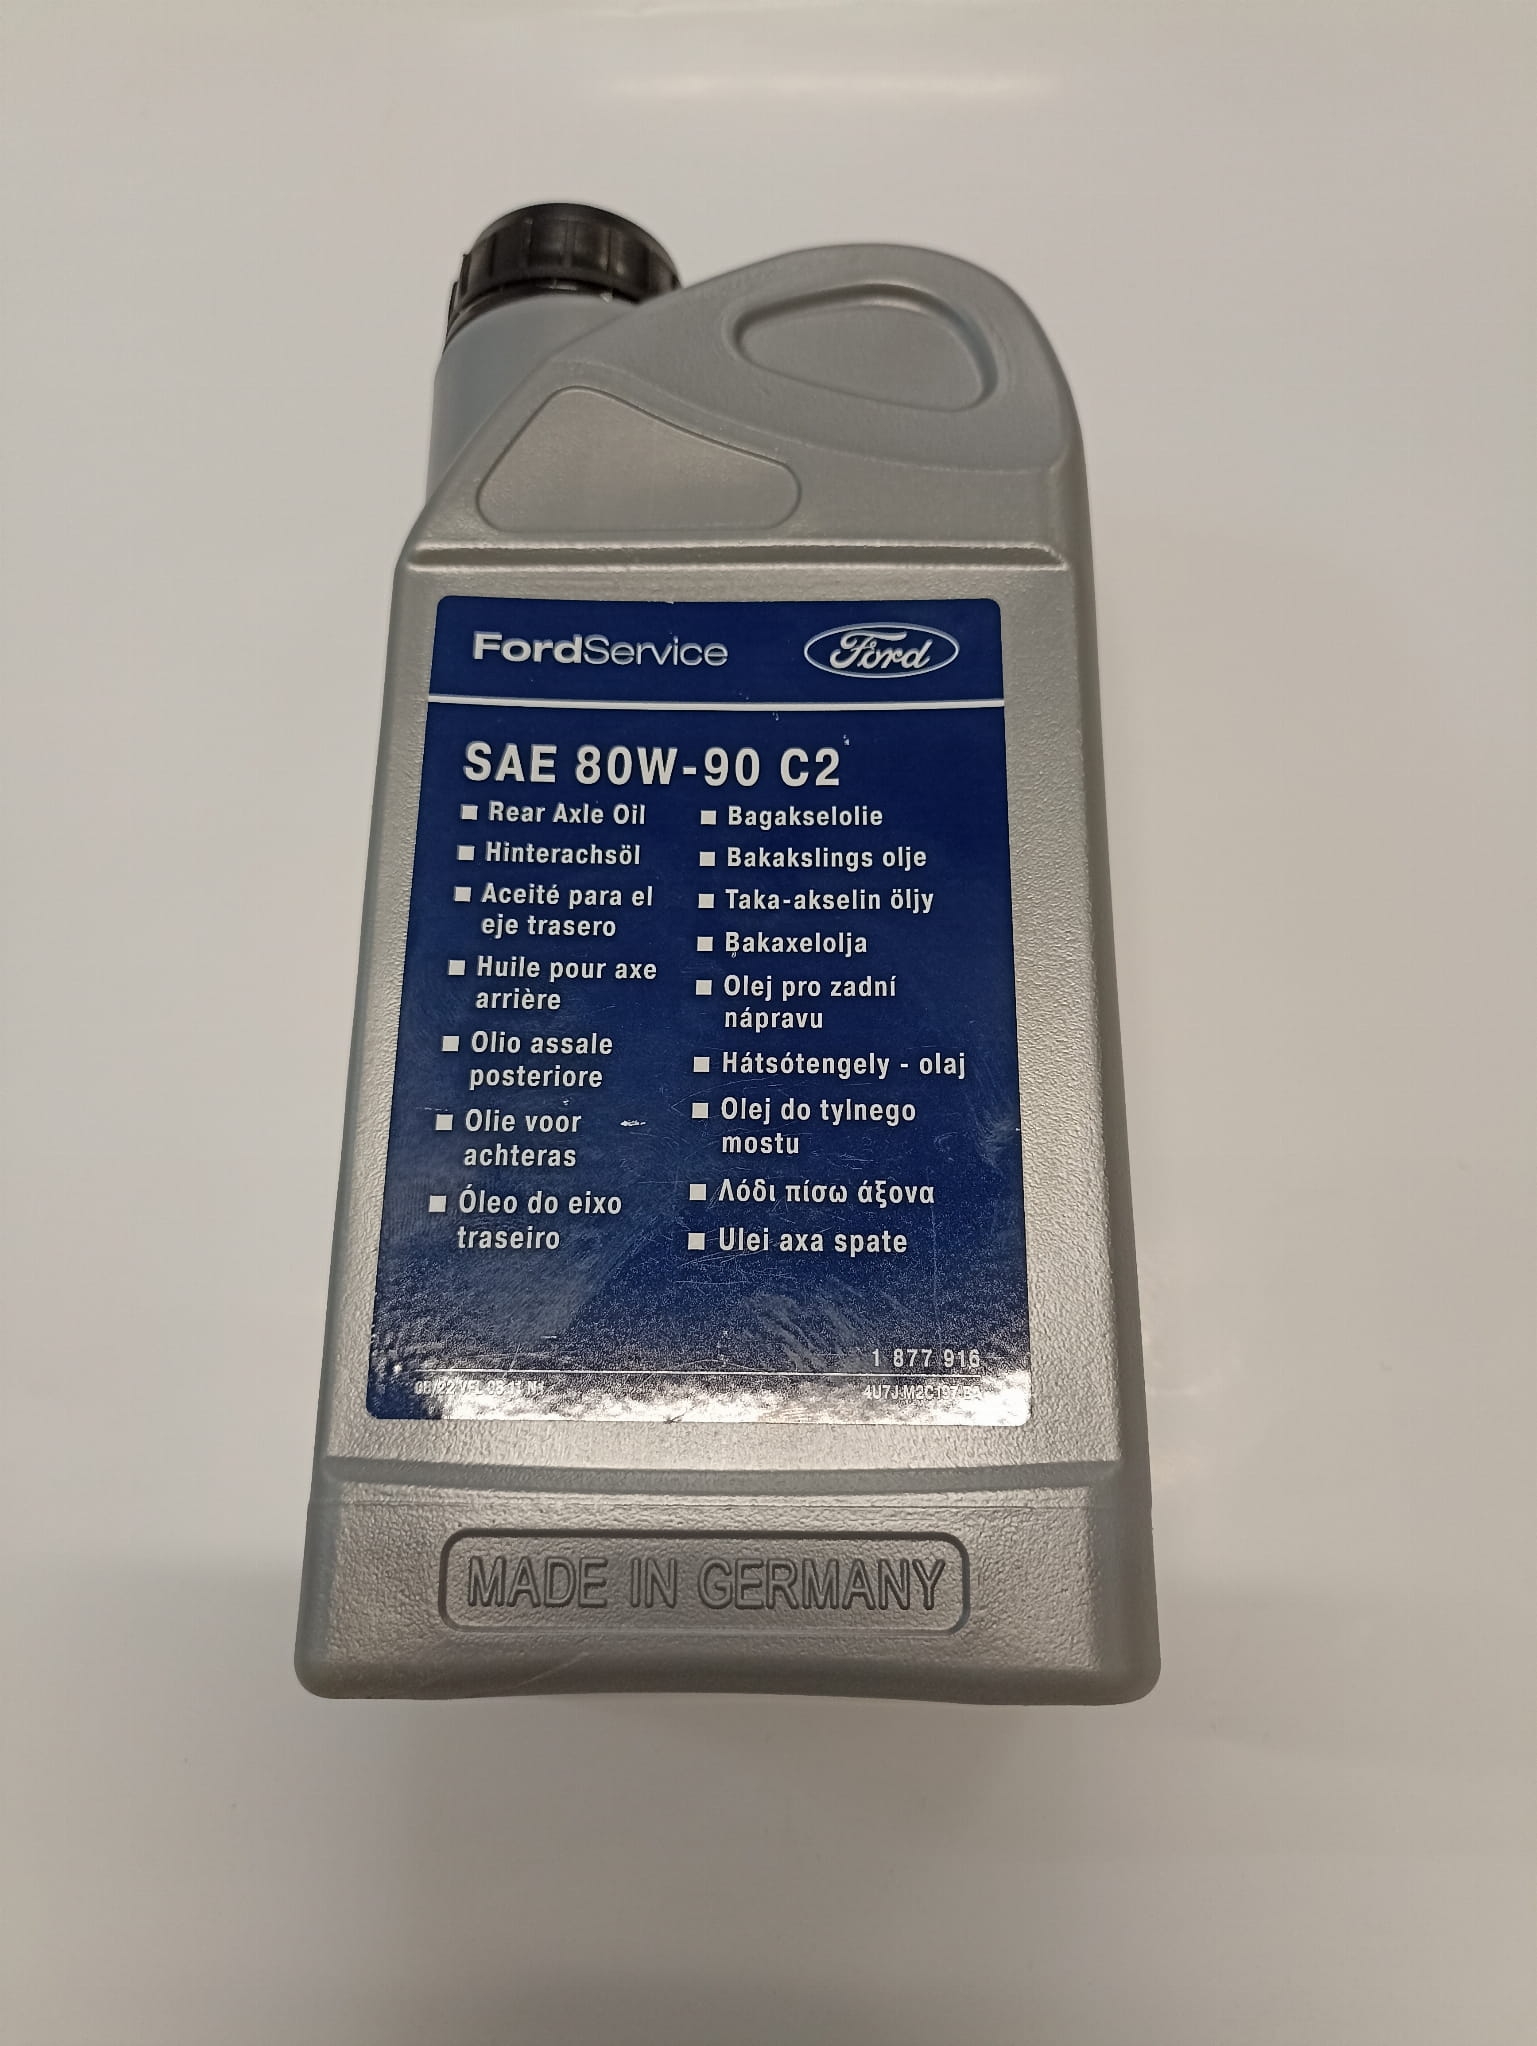 FordService
Ford
SAE 80W-90 C2
Rear Axle Oil
Hinterachsöl
Aceité para el
eje trasero
Huile pour axe
arrière
Olio assale
posteriore
Olie voor
achteras
Óleo do eixo
traseiro
Bagakselolie
Bakakslings olje
Taka-akselin öljy
Bakaxelolja
Olej pro zadní
nápravu
Hátsótengely - olaj
Olej do tylnego
mostu
Λόδι πίσω άξονα
Ulei axa spate
1 877 916
08/22
MADE IN GERMANY